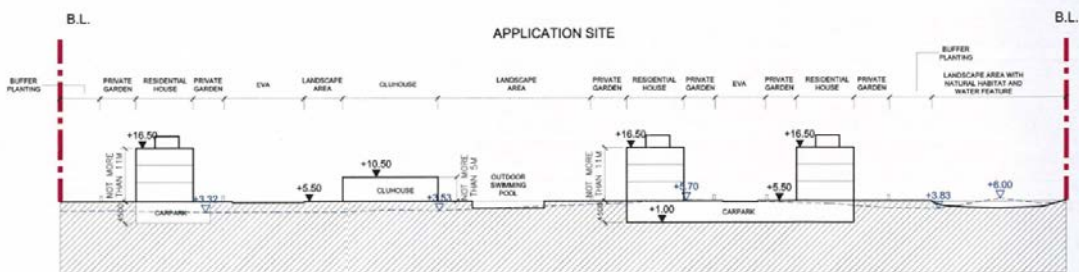 B.L.
B.L.
APPLICATION SITE
BUFFER
PLANTING
PRIVATE
GARDEN
RESIDENTIAL
HOUSE
PRIVATE
GARDEN
EVA
LANDSCAPE
AREA
CLUHOUSE
LANDSCAPE
AREA
PRIVATE
GARDEN
RESIDENTIAL
HOUSE
PRIVATE
GARDEN
EVA
PRIVATE
GARDEN
RESIDENTIAL
HOUSE
PRIVATE
GARDEN
BUFFER
PLANTING
LANDSCAPE AREA WITH
NATURAL HABITAT AND
WATER FEATURE
+16.50
NOT MORE
THAN 11M
+3.32
4500
CARPARK
+5.50
+10.50
CLUHOUSE
+3.53
NOT MORE
THAN 5M
OUTDOOR
SWIMMING
POOL
+16.50
NOT MORE
THAN 11M
4500
+1.00
CARPARK
+5.50
+16.50
+3.83
+6.00